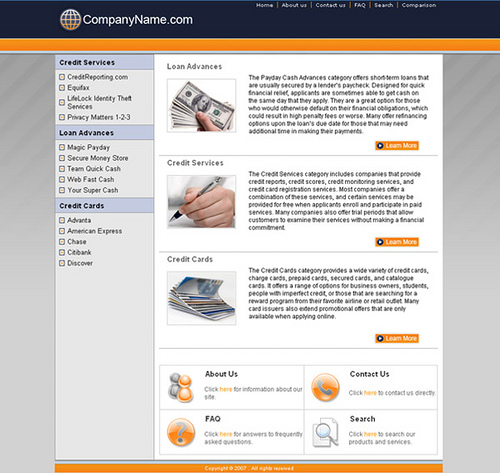 Home | About us | Contact us | FAQ | Search | Comparison
CompanyName.com
Credit Services
CreditReporting.com
Equifax
LifeLock Identity Theft
Services
Privacy Matters 1-2-3
Loan Advances
Magic Payday
Secure Money Store
Team Quick Cash
Web Fast Cash
Your Super Cash
Credit Cards
Advanta
American Express
Chase
Citibank
Discover
Loan Advances
The Payday Cash Advances category offers short-term loans that
are usually secured by a lender's paycheck. Designed for quick
financial relief, applicants are sometimes able to get cash on
the same day that they apply. They are a great option for those
who would otherwise default on their financial obligations, which
could result in high penalty fees or worse. Many offer refinancing
options upon the loan's due date for those that may need
additional time in making their payments.
Learn More
Credit Services
The Credit Services category includes companies that provide
credit reports, credit scores, credit monitoring services, and
credit card registration services. Most companies offer a
combination of these services, and certain services may be
provided for free when applicants enroll and participate in paid
services. Many companies also offer trial periods that allow
customers to examine their services without making a financial
commitment.
Learn More
Credit Cards
The Credit Cards category provides a wide variety of credit cards,
charge cards, prepaid cards, secured cards, and catalogue
cards. It offers a range of options for business owners, students,
people with imperfect credit, or those that are searching for a
reward program from their favorite airline or retail outlet. Many
card issuers also extend promotional offers that are only
available when applying online.
Learn More
About Us
Click here for information about our
site.
Contact Us
Click here to contact us directly.
FAQ
Click here for answers to frequently
asked questions.
Search
Click here to search our
products and services.
Copyright © 2007 . All rights reserved